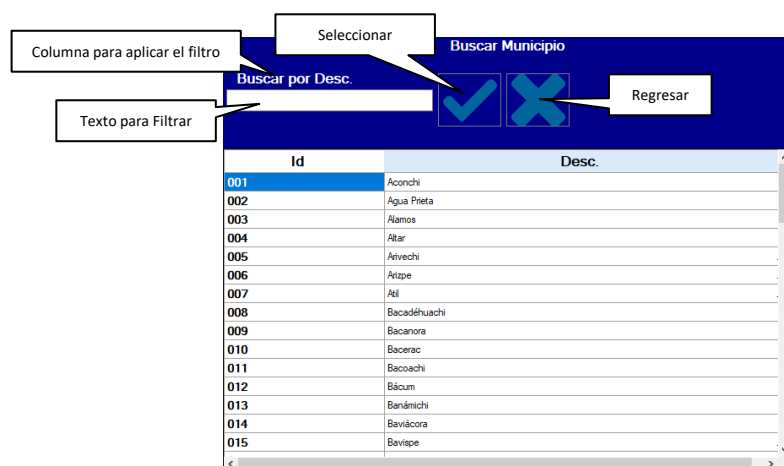 Seleccionar
Buscar Municipio
Columna para aplicar el filtro
Buscar por Desc.
Regresar
Texto para Filtrar
Id Desc.
001 Aconchi
002 Agua Prieta
003 Alamos
004 Altar
005 Arivechi
006 Arizpe
007 Atil
008 Bacadéhuachi
009 Bacanora
010 Bacerac
011 Bacoachi
012 Bácum
013 Banámichi
014 Baviácora
015 Bavispe